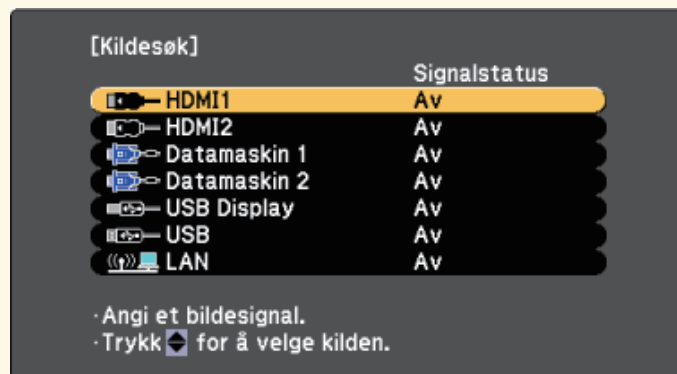 [Kildesøk]
Signalstatus
HDMI1 Av
HDMI2 Av
Datamaskin 1 Av
Datamaskin 2 Av
USB Display Av
USB Av
LAN Av
·Angi et bildesignal.
·Trykk for å velge kilden.